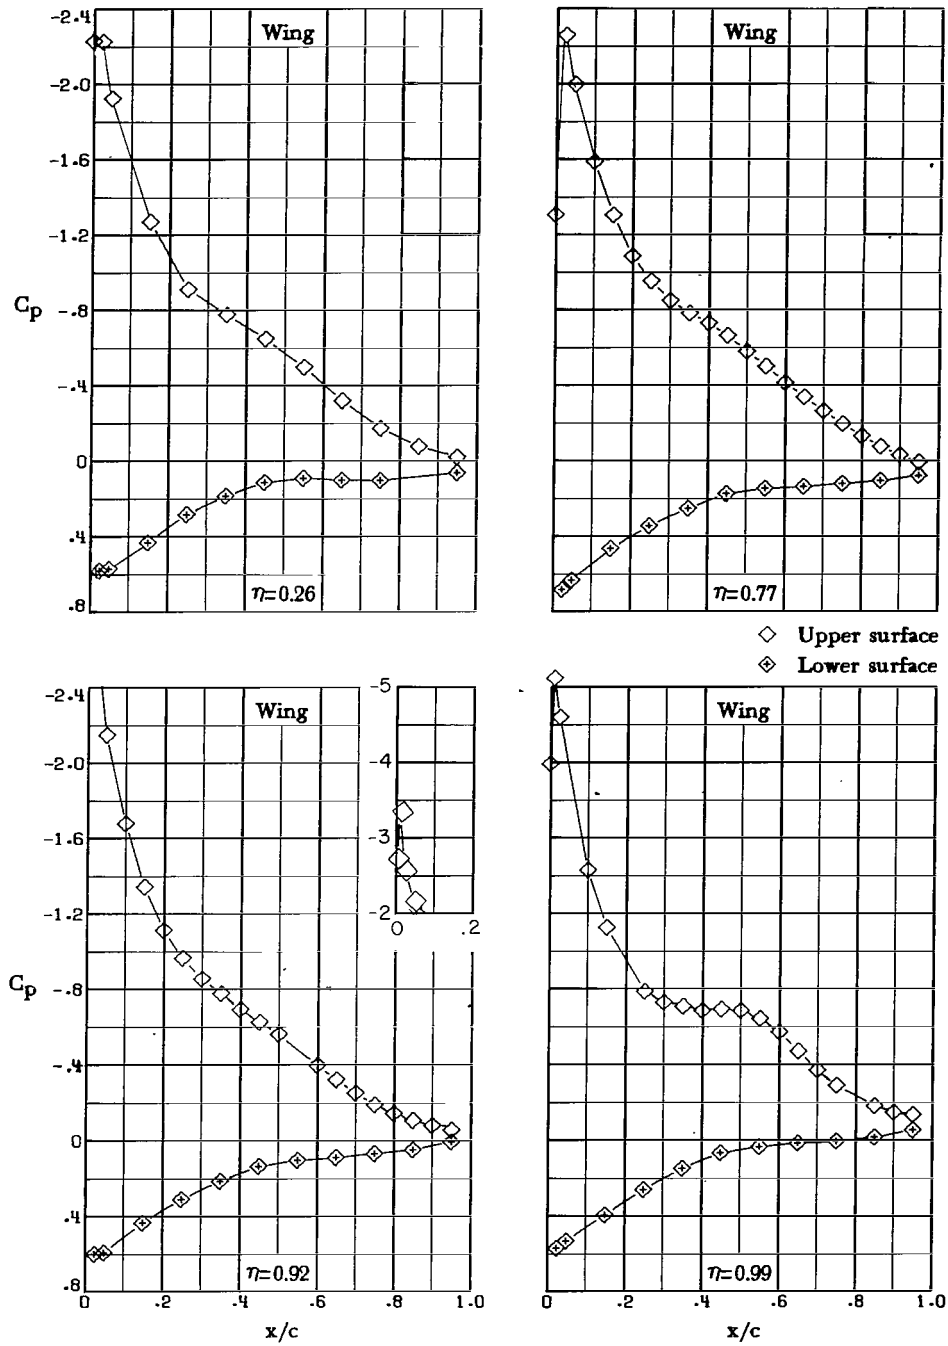 -2.4
Wing
Wing
-2.0
-1.6
-1.2
Cp
-.8
-.4
0
.4
.8
η=0.26
η=0.77
Upper surface
Lower surface
-2.4
Wing
-5
Wing
-2.0
-4
-1.6
-3
-1.2
-2
0 .2
Cp
-.8
-.4
0
.4
.8
η=0.92
η=0.99
0 .2 .4 .6 .8 1.0
0 .2 .4 .6 .8 1.0
x/c
x/c